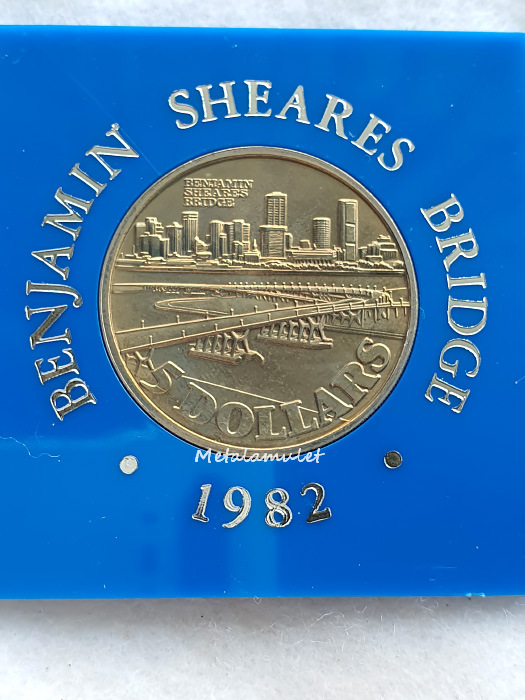 BENJAMIN SHEARES BRIDGE
BENJAMIN
SHEARES
BRIDGE
5 DOLLARS
Metalamulet
• 1982 •